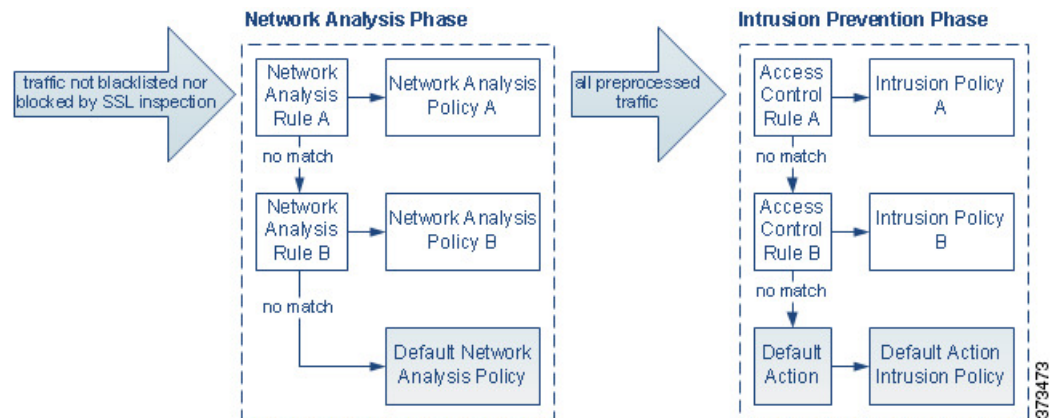 Network Analysis Phase
traffic not blacklisted nor
blocked by SSL inspection
Network
Analysis
Rule A
Network Analysis
Policy A
no match
Network
Analysis
Rule B
Network Analysis
Policy B
no match
Default Network
Analysis Policy
all preprocessed
traffic
Intrusion Prevention Phase
Access
Control
Rule A
Intrusion Policy
A
no match
Access
Control
Rule B
Intrusion Policy
B
no match
Default
Action
Default Action
Intrusion Policy
373473